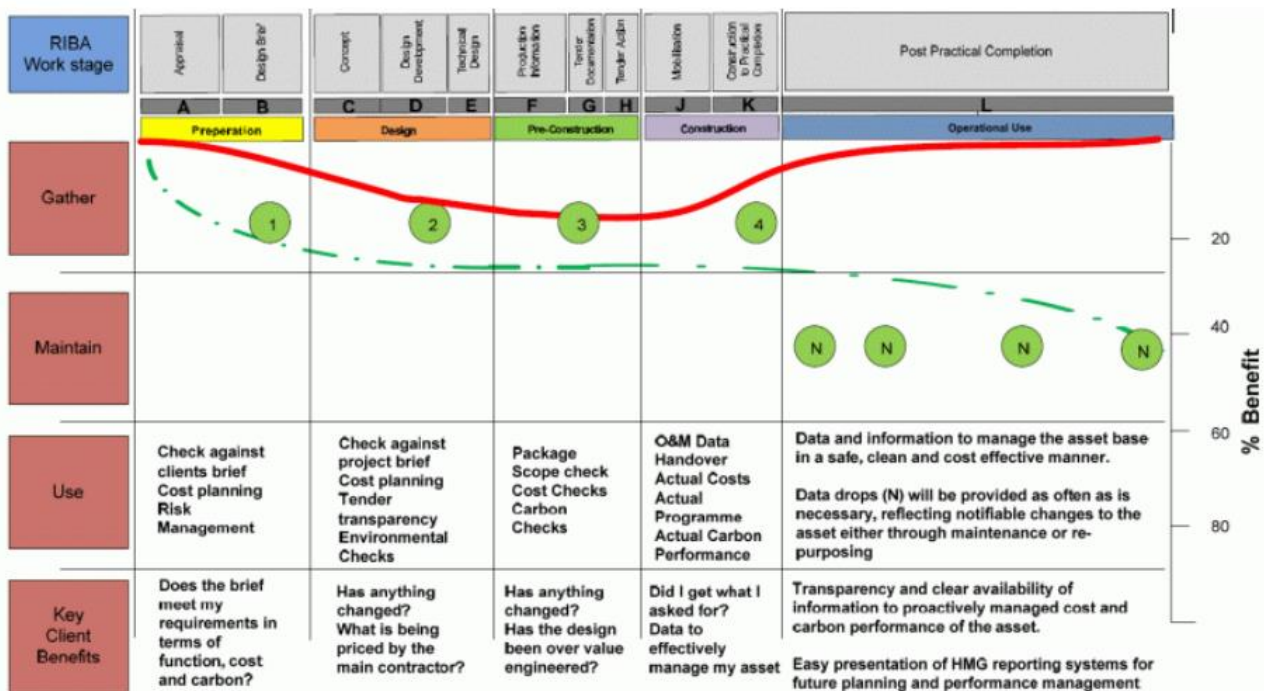 RIBA
Work stage
Appraisal
Design Brief
Concept
Design
Development
Technical
Design
Production
Information
Tender
Documentation
Tender Action
Mobilisation
Construction
to Practical
Completion
Post Practical Completion
A
B
C
D
E
F
G
H
J
K
L
Preperation
Design
Pre-Construction
Construction
Operational Use
Gather
1
2
3
4
20
Maintain
N
N
N
N
40
% Benefit
60
80
Use
Check against
clients brief
Cost planning
Risk
Management
Check against
project brief
Cost planning
Tender
transparency
Environmental
Checks
Package
Scope check
Cost Checks
Carbon
Checks
O&M Data
Handover
Actual Costs
Actual
Programme
Actual Carbon
Performance
Data and information to manage the asset base
in a safe, clean and cost effective manner.
Data drops (N) will be provided as often as is
necessary, reflecting notifiable changes to the
asset either through maintenance or re-
purposing
Key
Client
Benefits
Does the brief
meet my
requirements in
terms of
function, cost
and carbon?
Has anything
changed?
What is being
priced by the
main contractor?
Has anything
changed?
Has the design
been over value
engineered?
Did I get what I
asked for?
Data to
effectively
manage my asset
Transparency and clear availability of
information to proactively managed cost and
carbon performance of the asset.
Easy presentation of HMG reporting systems for
future planning and performance management